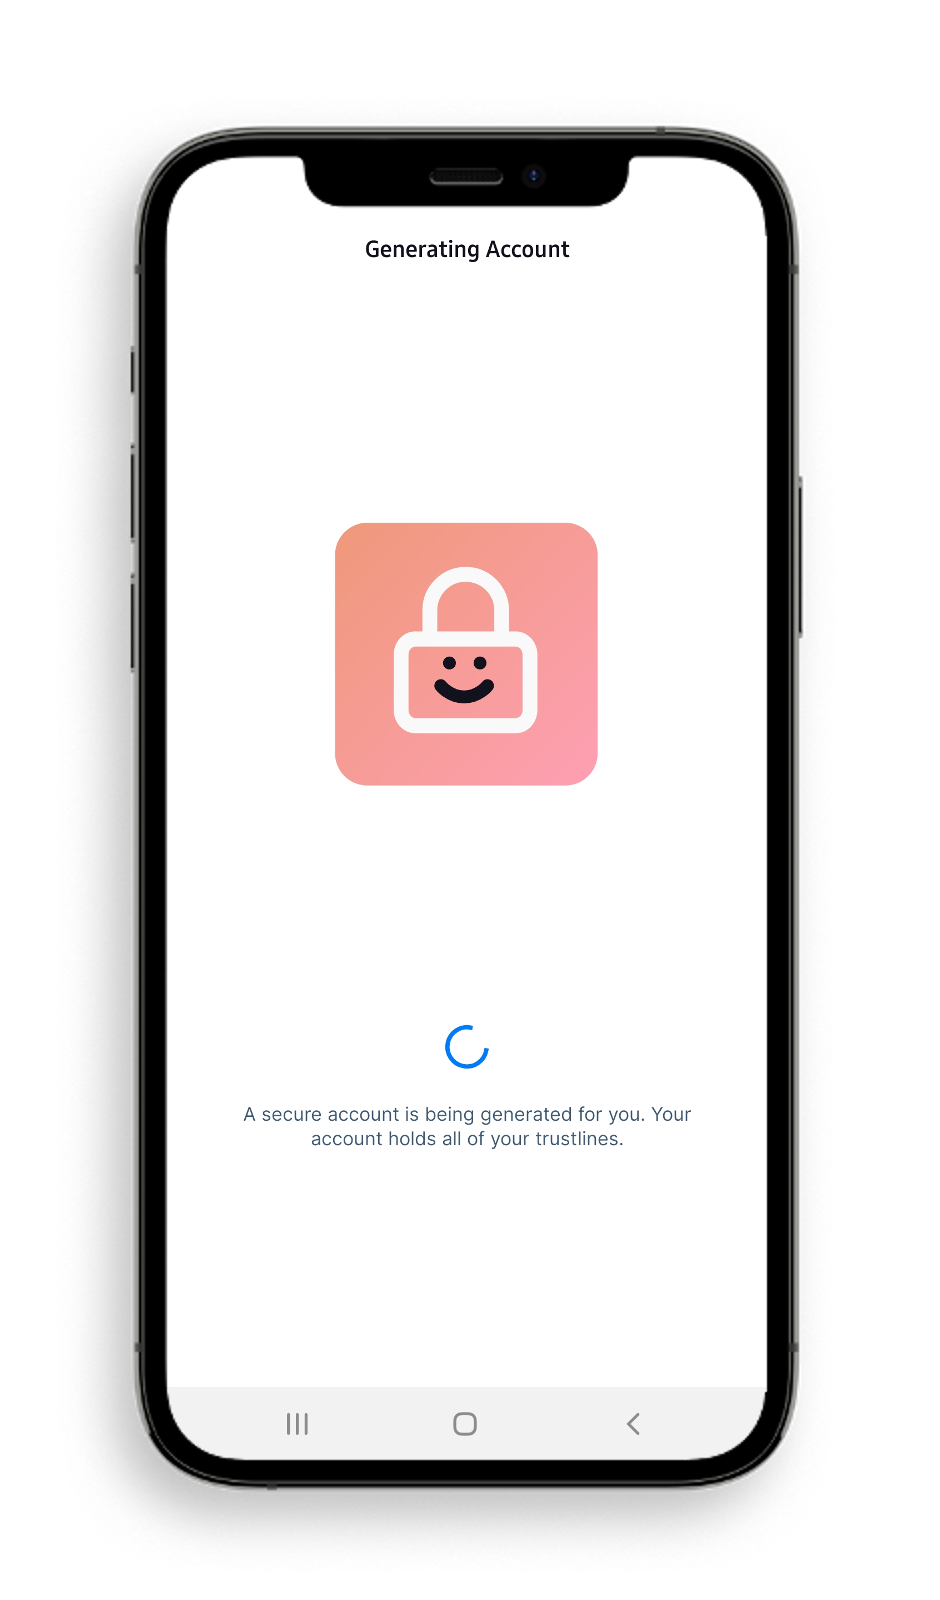 Generating Account
A secure account is being generated for you. Your
account holds all of your trustlines.